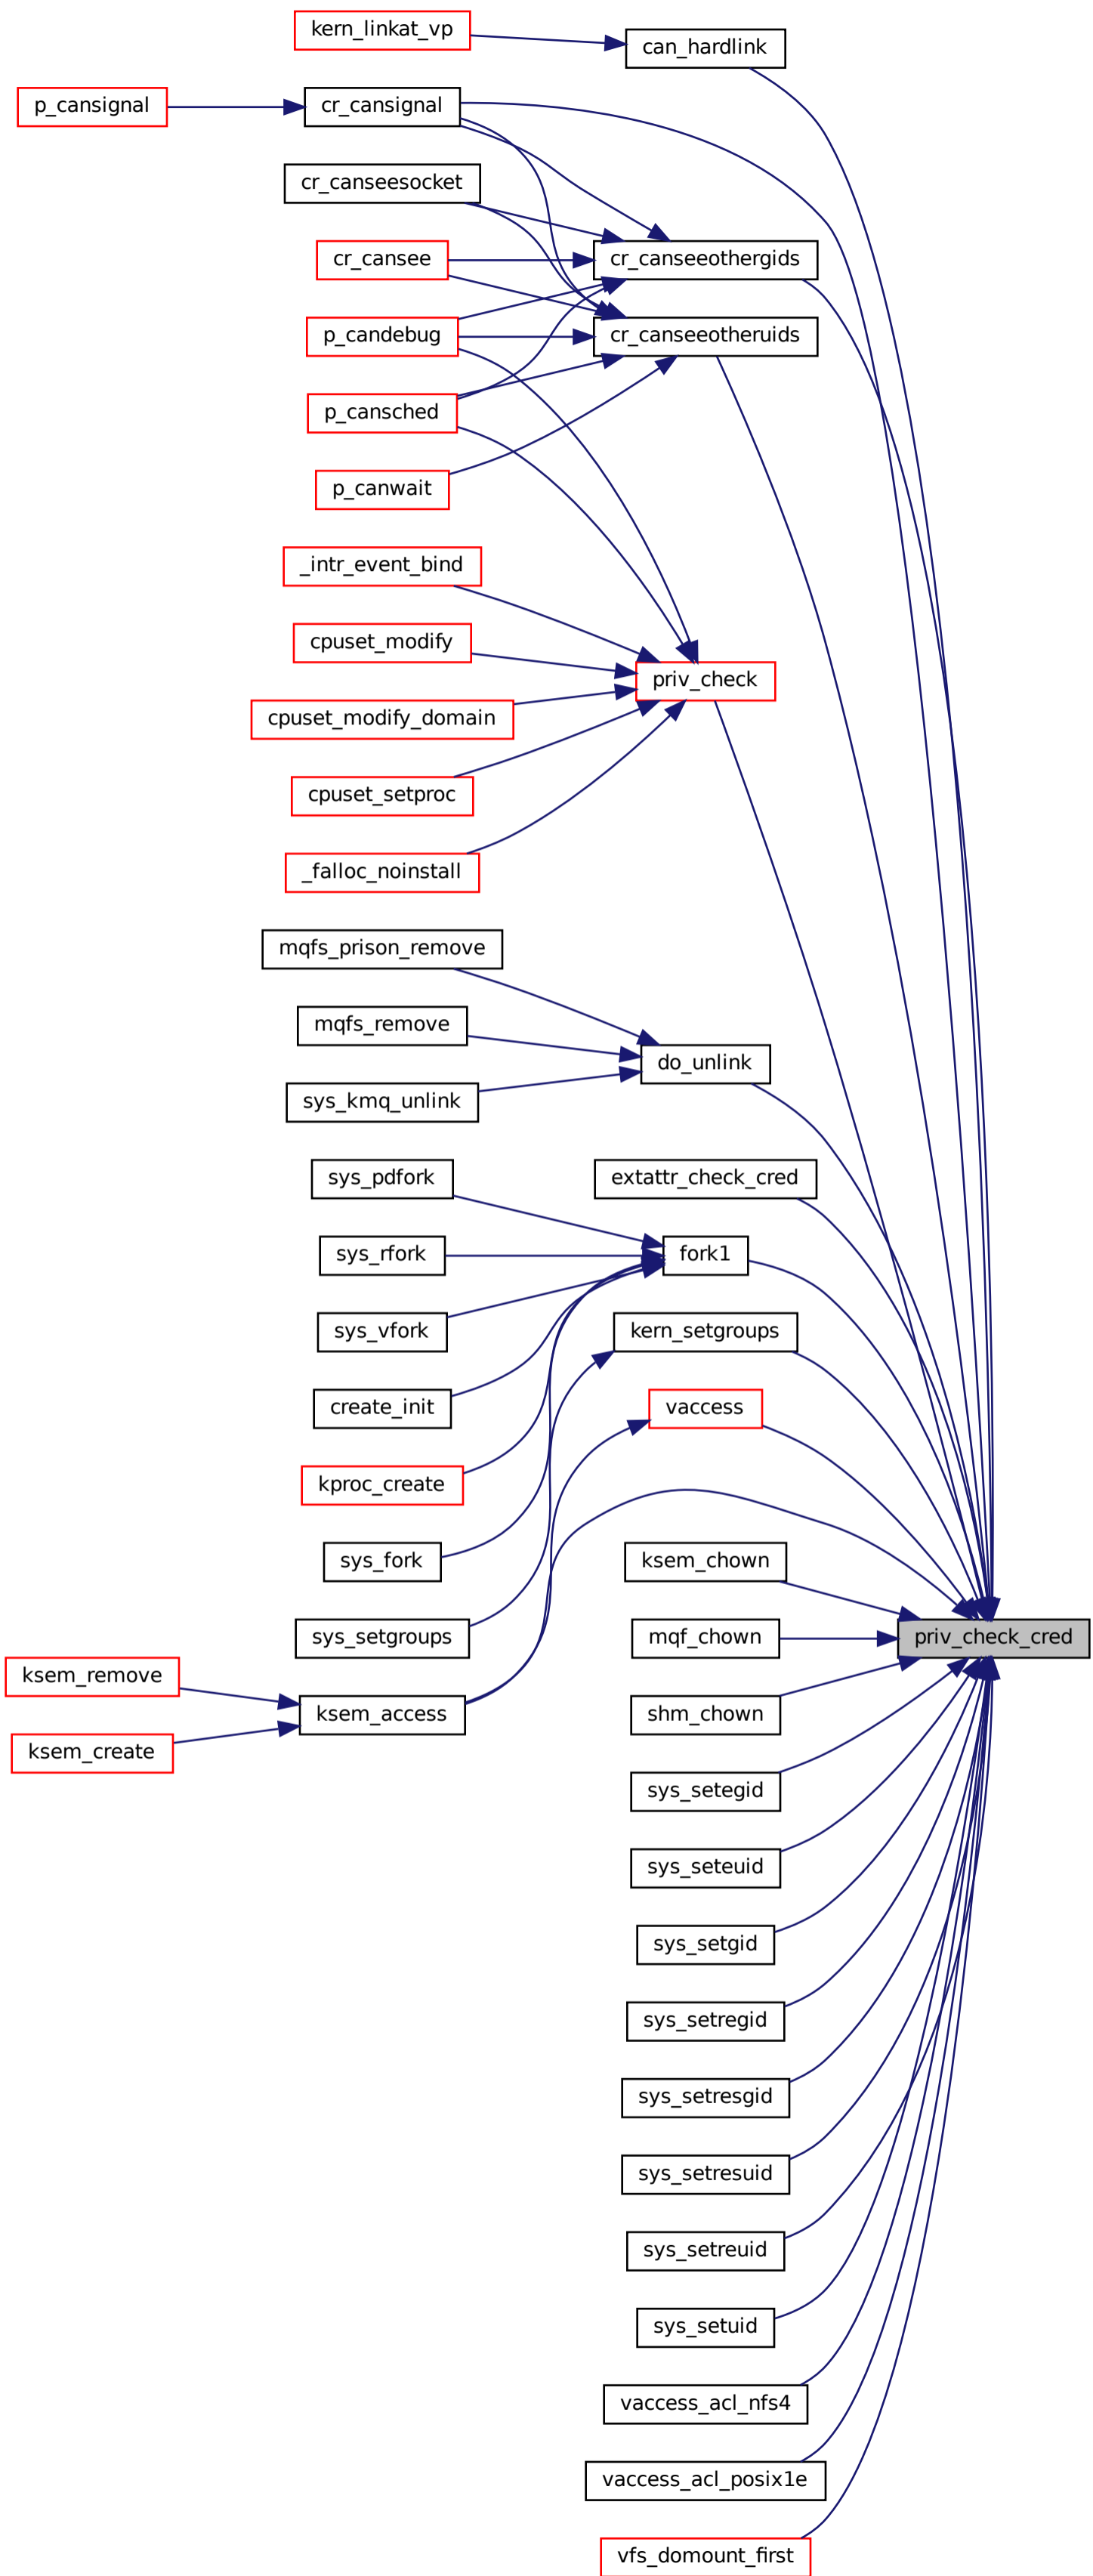 kern_linkat_vp
can_hardlink
p_cansignal
cr_cansignal
cr_canseesocket
cr_cansee
cr_canseeothergids
p_candebug
cr_canseeotheruids
p_cansched
p_canwait
_intr_event_bind
cpuset_modify
priv_check
cpuset_modify_domain
cpuset_setproc
_falloc_noinstall
mqfs_prison_remove
mqfs_remove
do_unlink
sys_kmq_unlink
sys_pdfork
extattr_check_cred
sys_rfork
fork1
sys_vfork
kern_setgroups
create_init
vaccess
kproc_create
sys_fork
ksem_chown
sys_setgroups
mqf_chown
priv_check_cred
ksem_remove
ksem_access
shm_chown
ksem_create
sys_setegid
sys_seteuid
sys_setgid
sys_setregid
sys_setresgid
sys_setresuid
sys_setreuid
sys_setuid
vaccess_acl_nfs4
vaccess_acl_posix1e
vfs_domount_first